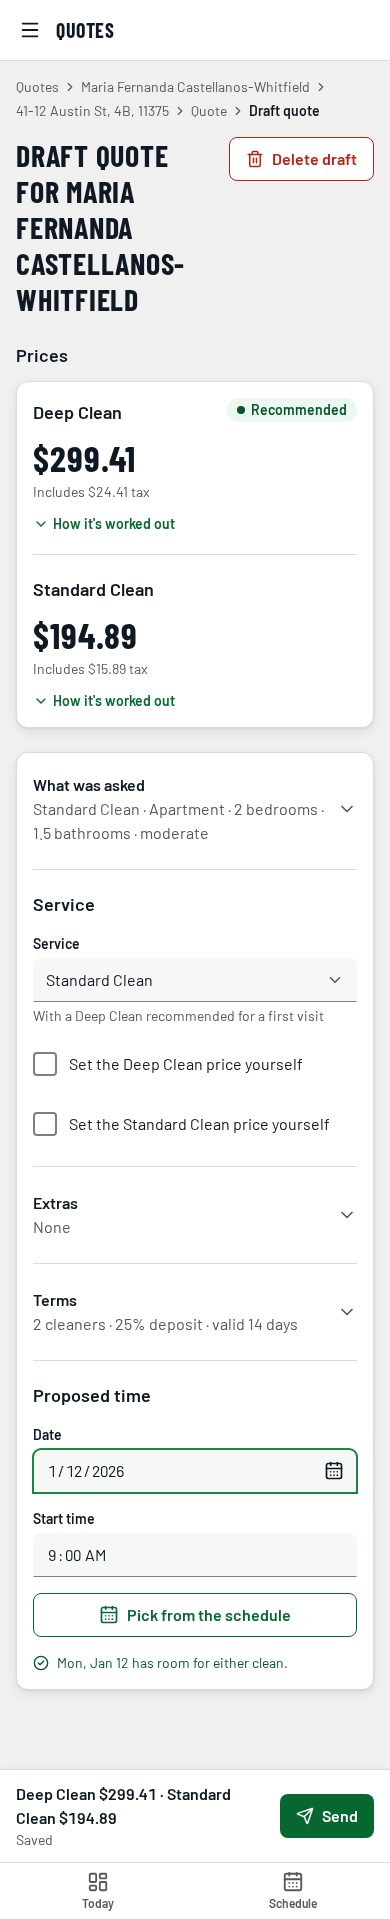 QUOTES
Quotes > Maria Fernanda Castellanos-Whitfield >
41-12 Austin St, 4B, 11375 > Quote > Draft quote
DRAFT QUOTE
FOR MARIA
FERNANDA
CASTELLANOS-
WHITFIELD
Delete draft
Prices
Deep Clean
Recommended
$299.41
Includes $24.41 tax
How it's worked out
Standard Clean
$194.89
Includes $15.89 tax
How it's worked out
What was asked
Standard Clean · Apartment · 2 bedrooms ·
1.5 bathrooms · moderate
Service
Service
Standard Clean
With a Deep Clean recommended for a first visit
Set the Deep Clean price yourself
Set the Standard Clean price yourself
Extras
None
Terms
2 cleaners · 25% deposit · valid 14 days
Proposed time
Date
1/12/2026
Start time
9:00 AM
Pick from the schedule
Mon, Jan 12 has room for either clean.
Deep Clean $299.41 · Standard
Clean $194.89
Saved
Send
Today
Schedule